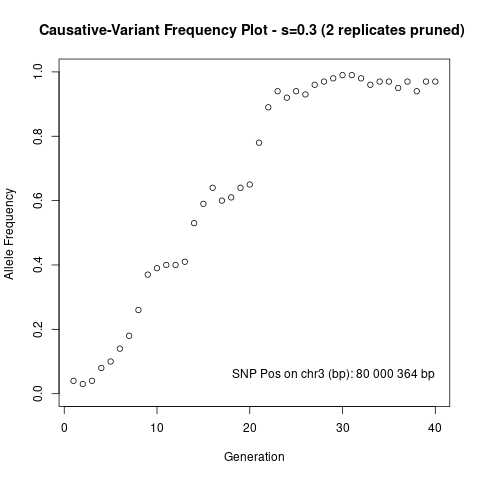 Causative-Variant Frequency Plot - s=0.3 (2 replicates pruned)
Allele Frequency
1.0
0.8
0.6
0.4
0.2
0.0
SNP Pos on chr3 (bp): 80 000 364 bp
0 10 20 30 40
Generation